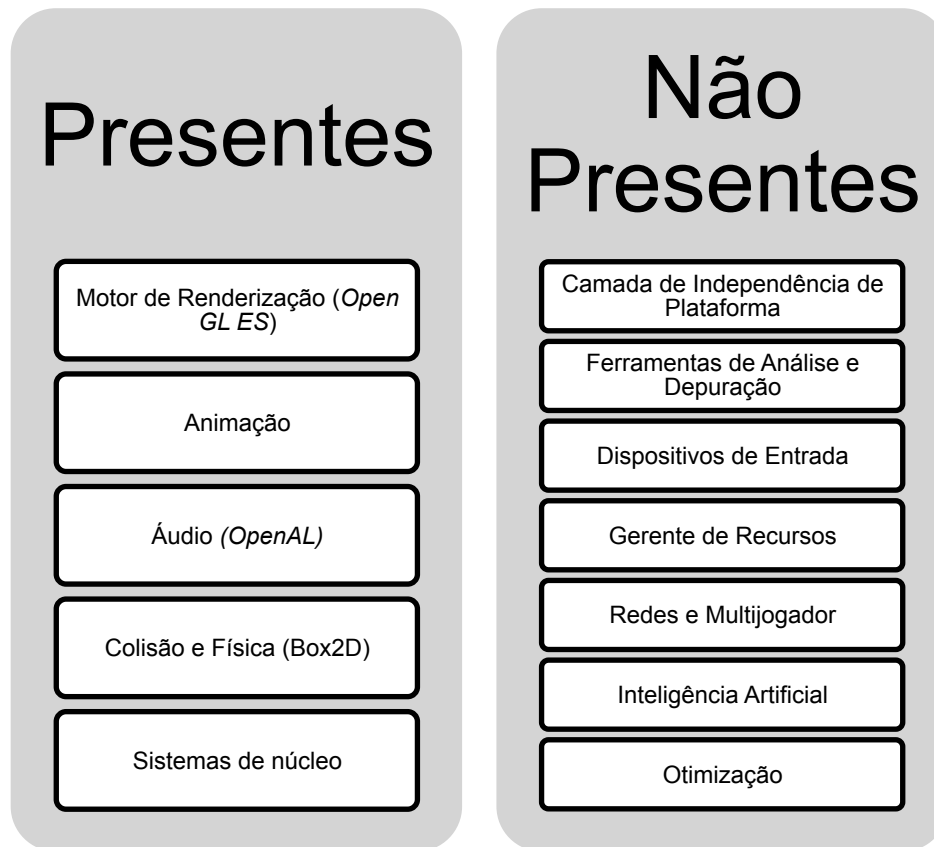 Presentes
Motor de Renderização (Open
GL ES)
Animação
Áudio (OpenAL)
Colisão e Física (Box2D)
Sistemas de núcleo
Não
Presentes
Camada de Independência de
Plataforma
Ferramentas de Análise e
Depuração
Dispositivos de Entrada
Gerente de Recursos
Redes e Multijogador
Inteligência Artificial
Otimização